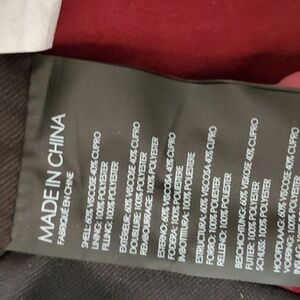 MADE IN CHINA
FABRIQUÉ EN CHINE
SHELL: 60% VISCOSE 40% CUPRO
LINING: 100% POLYESTER
FILLING: 100% POLYESTER
EXTÉRIEUR: 60% VISCOSE 40% CUPRO
DOUBLURE: 100% POLYESTER
REMBOURRAGE: 100% POLYESTER
ESTERNO: 60% VISCOSA 40% CUPRO
FODERA: 100% POLIESTERE
IMBOTTITURA: 100% POLIESTERE
ESTRUCTURA: 60% VISCOSA 40% CUPRO
FORRO: 100% POLIÉSTER
RELLENO: 100% POLIÉSTER
BESCHICHTUNG: 60% VISCOSE 40% CUPRO
FUTTER: 100% POLYESTER
SCHUSS: 100% POLYESTER
60% VISCOSE 40%
100% POLYESTER